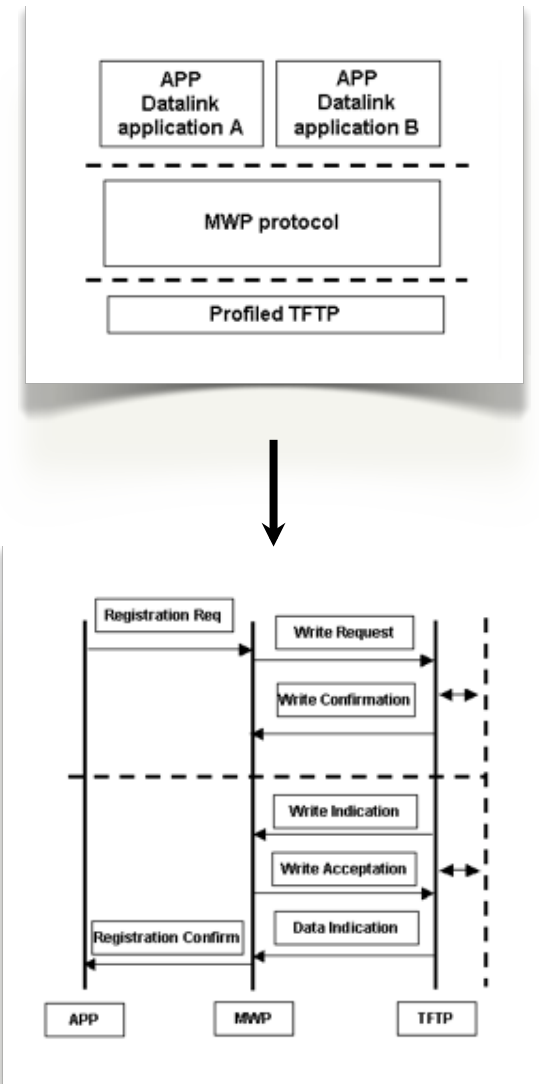 APP
Datalink
application A
APP
Datalink
application B
MWP protocol
Profiled TFTP
Registration Req
Write Request
Write Confirmation
Write Indication
Write Acceptation
Data Indication
Registration Confirm
APP
MWP
TFTP